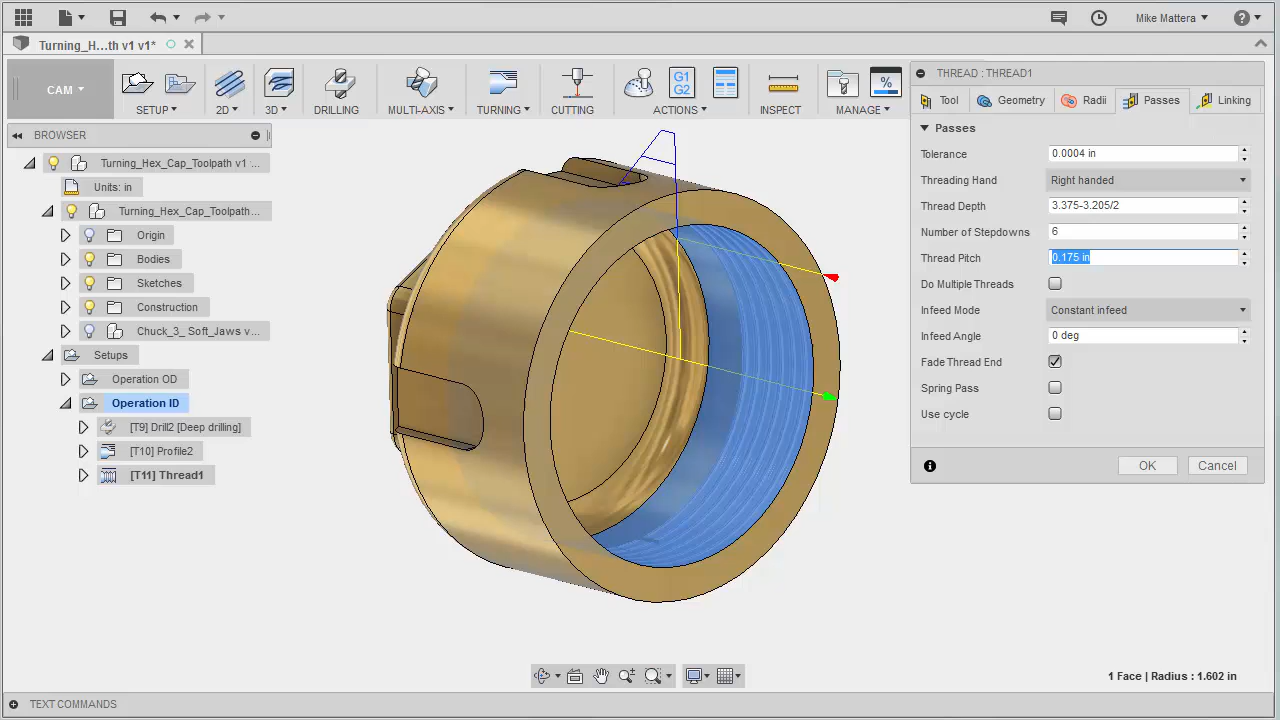 Mike Mattera
Turning_H...th v1 v1*
CAM
SETUP
2D
3D
DRILLING
MULTI-AXIS
TURNING
CUTTING
G1
G2
ACTIONS
INSPECT
%
MANAGE
BROWSER
Turning_Hex_Cap_Toolpath v1 ...
Units: in
Turning_Hex_Cap_Toolpath...
Origin
Bodies
Sketches
Construction
Chuck_3_ Soft_Jaws v...
Setups
Operation OD
Operation ID
[T9] Drill2 [Deep drilling]
[T10] Profile2
[T11] Thread1
THREAD : THREAD1
Tool
Geometry
Radii
Passes
Linking
Passes
Tolerance 0.0004 in
Threading Hand Right handed
Thread Depth 3.375-3.205/2
Number of Stepdowns 6
Thread Pitch 0.175 in
Do Multiple Threads
Infeed Mode Constant infeed
Infeed Angle 0 deg
Fade Thread End
Spring Pass
Use cycle
OK
Cancel
1 Face | Radius : 1.602 in
TEXT COMMANDS